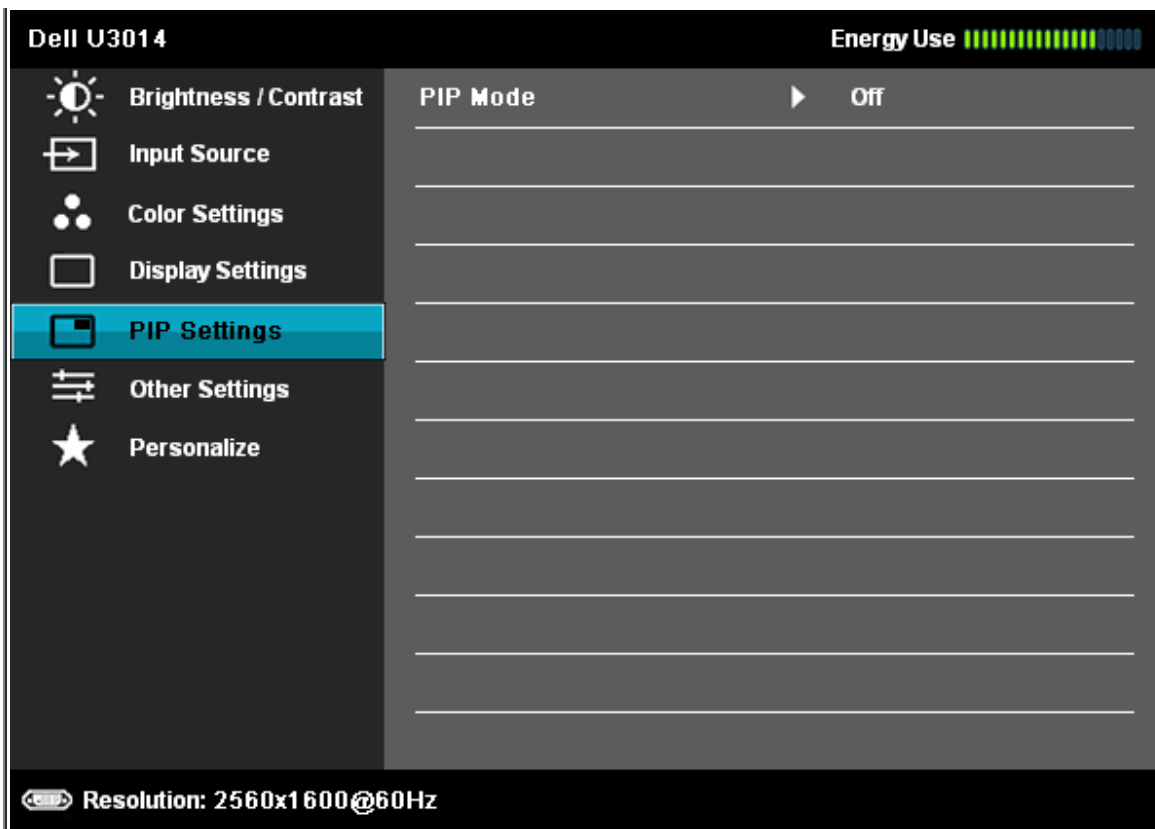 Dell U3014 Energy Use
Brightness / Contrast PIP Mode Off
Input Source
Color Settings
Display Settings
PIP Settings
Other Settings
Personalize
Resolution: 2560x1600@60Hz